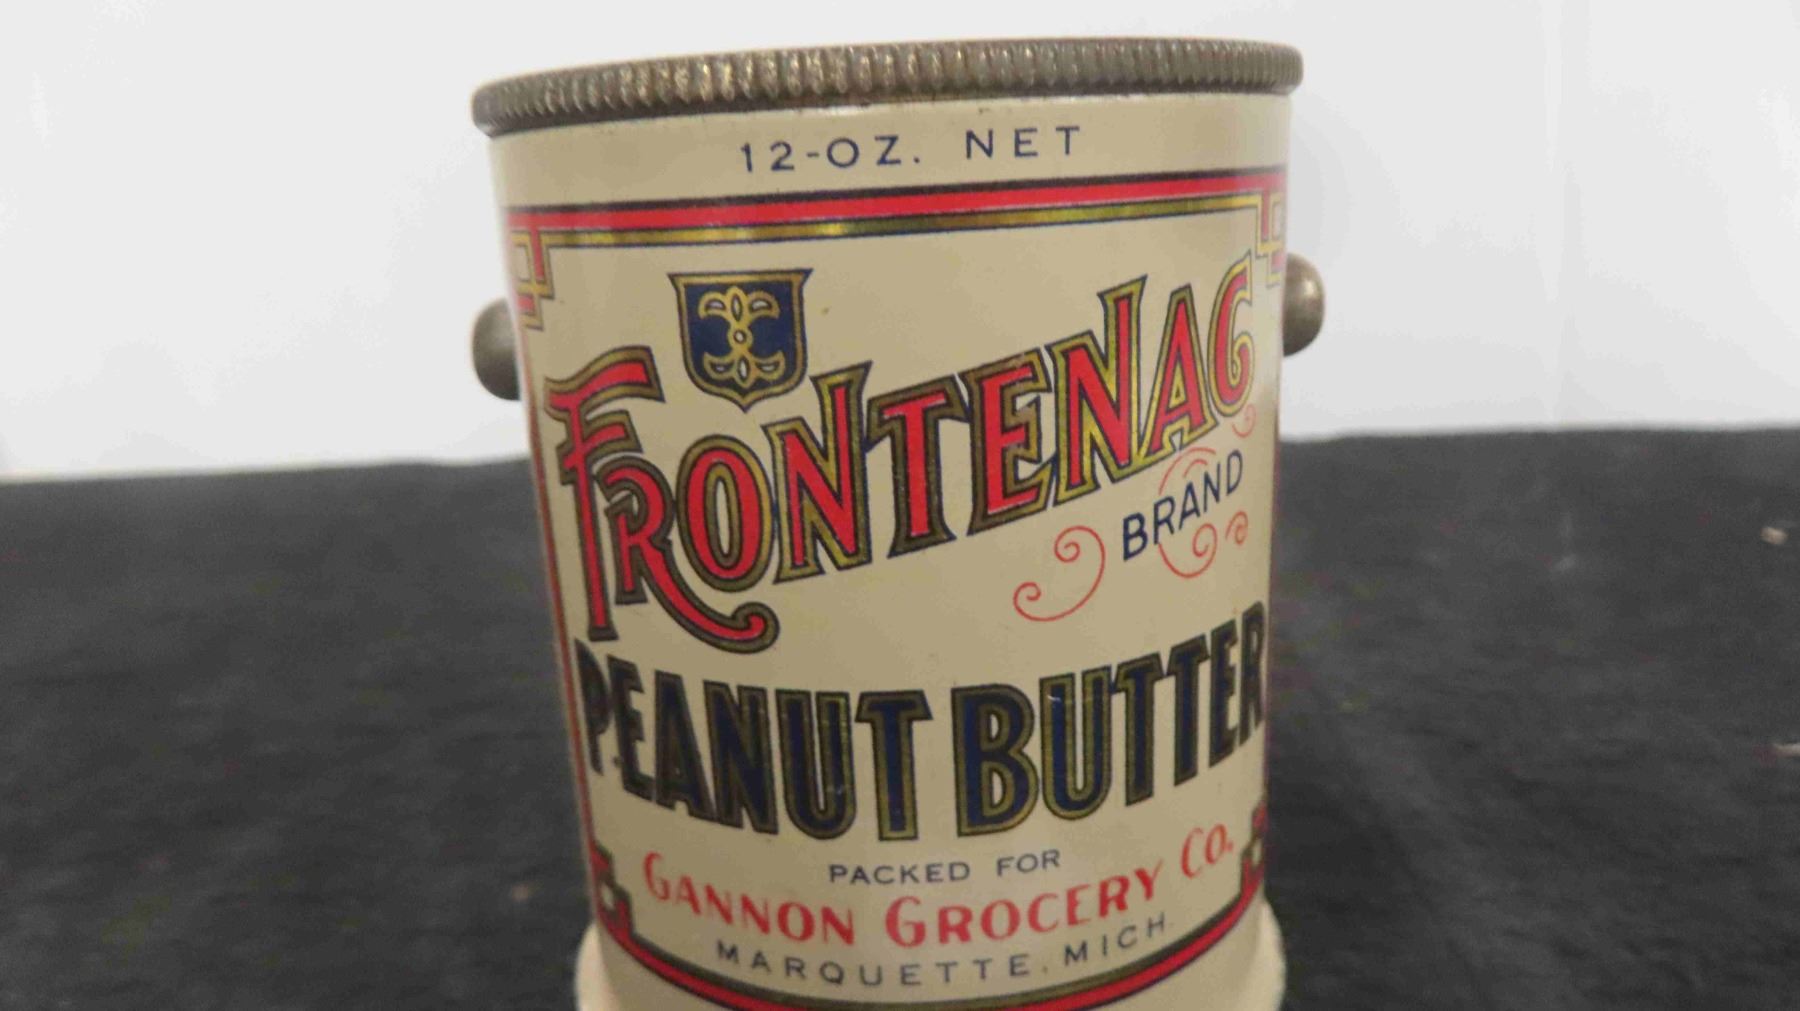 12-OZ. NET
FRONTENAC
BRAND
PEANUT BUTTER
PACKED FOR
GANNON GROCERY CO.
MARQUETTE, MICH.